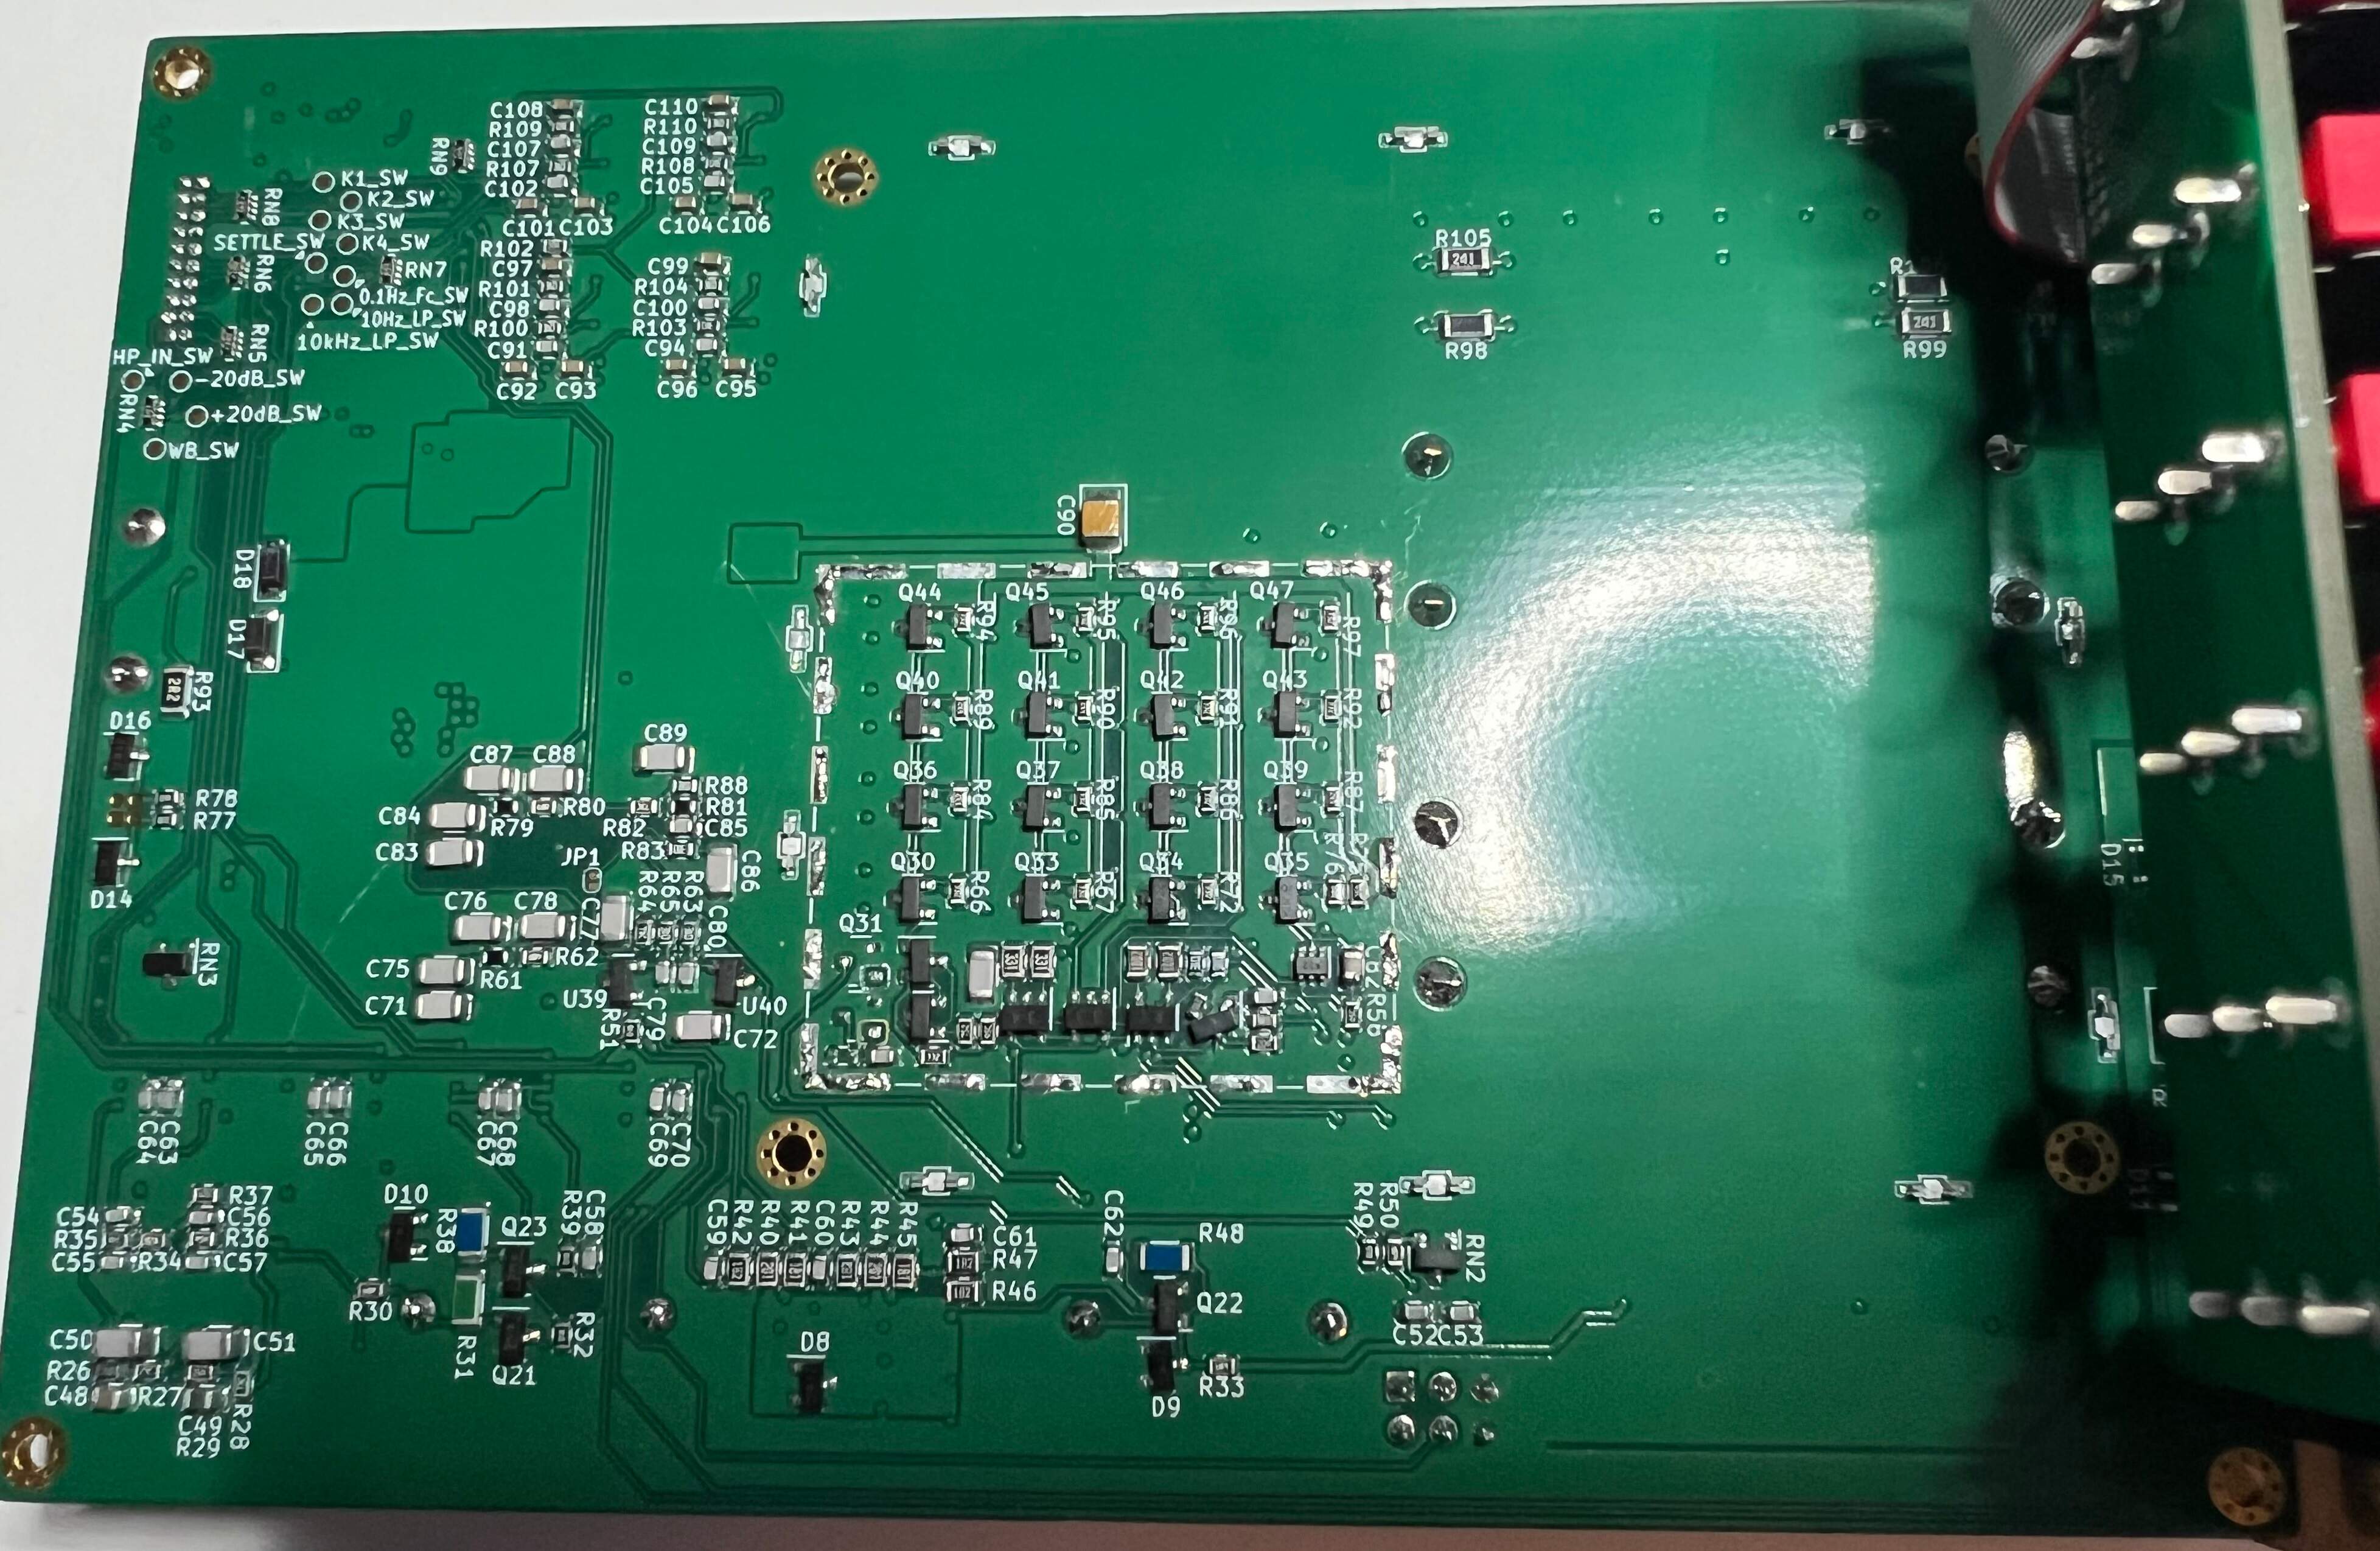 C108
R109
C107
R107
C102
C101 C103
C110
R110
C109
R108
C105
C104 C106
RN9
RN8
K1_SW
K2_SW
K3_SW
K4_SW
SETTLE_SW
RN7
RN6
0.1Hz_Fc_SW
10Hz_LP_SW
10kHz_LP_SW
RN5
HP_IN_SW
-20dB_SW
+20dB_SW
RN4
WB_SW
R102
C97
R101
C98
R100
C91
C92 C93
C99
R104
C100
R103
C94
C96 C95
R105
241
R98
241
R99
C90
D18
D17
R93
2R2
D16
R78
R77
D14
RN3
C89
C87 C88
R88
R81
R80
R79
R82
C85
R83
C84
C83
JP1
C86
C76 C78
C77
R64
R65
R63
C80
C75
R61
R62
C71
U39
U40
C79
R51
C72
Q44 Q45 Q46 Q47
R94 R95 R96 R97
Q40 Q41 Q42 Q43
R89 R90 R91 R92
Q36 Q37 Q38 Q39
R84 R85 R86 R87
Q30 Q33 Q34 Q35
R66 R67 R72 R76
Q31
331 331
R58
C64 C63
C65 C66
C67 C68
C69 C70
R37
C54 C56
R35 R36
C55 R34 C57
D10
R38
Q23
R39
C58
R30
R31
Q21
R32
C50 C51
R26
C48 R27
C49
R28
R29
C59
R42
R40
R41
C60
R43
R44
R45
C61
R47
R46
D8
C62
R48
Q22
R33
D9
R49
R50
RN2
C52 C53
D15
D11